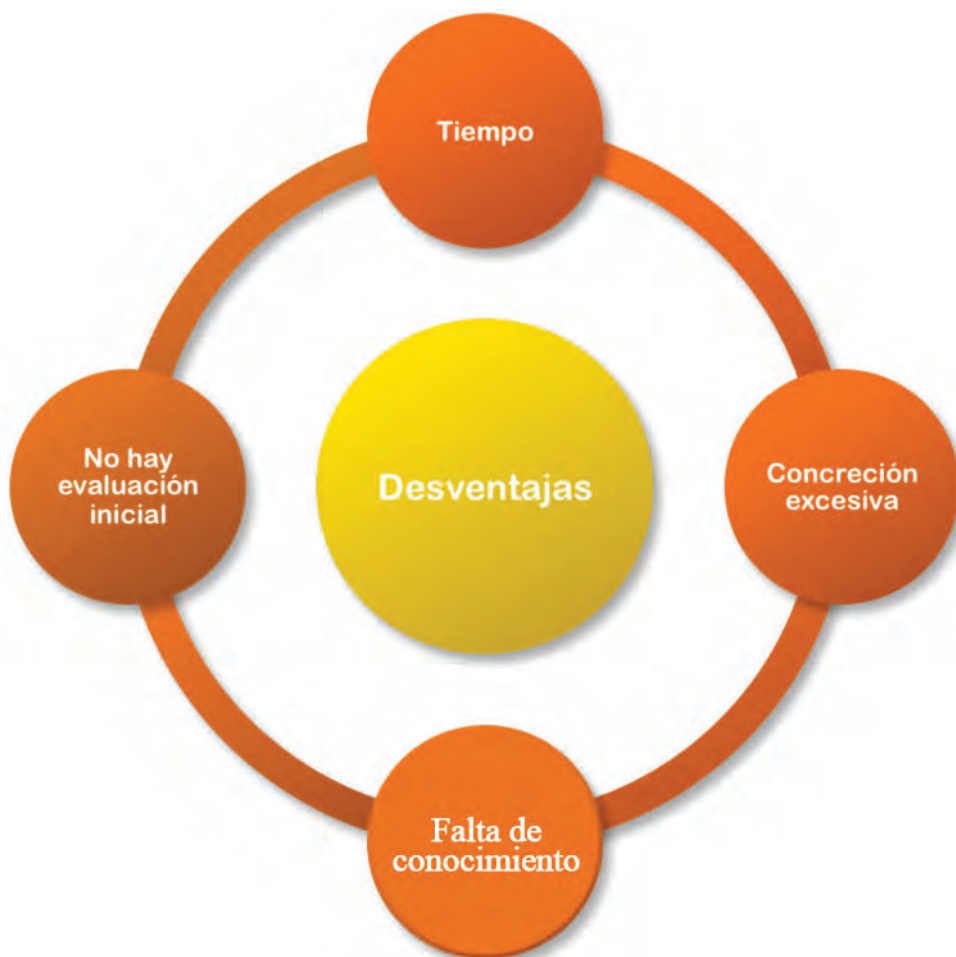 Tiempo
No hay
evaluación
inicial
Desventajas
Concreción
excesiva
Falta de
conocimiento